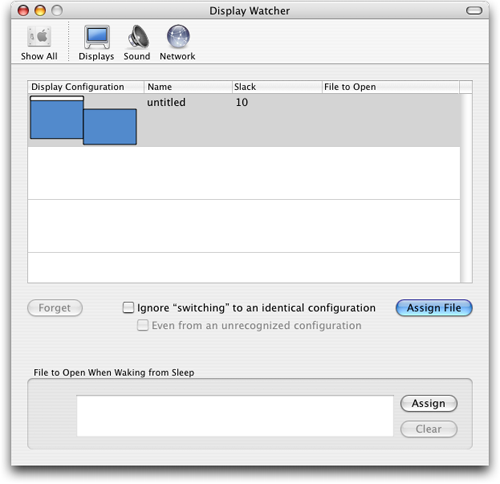 Display Watcher
Show All
Displays
Sound
Network
Display Configuration Name Slack File to Open
untitled 10
Forget
Ignore “switching” to an identical configuration
Assign File
Even from an unrecognized configuration
File to Open When Waking from Sleep
Assign
Clear